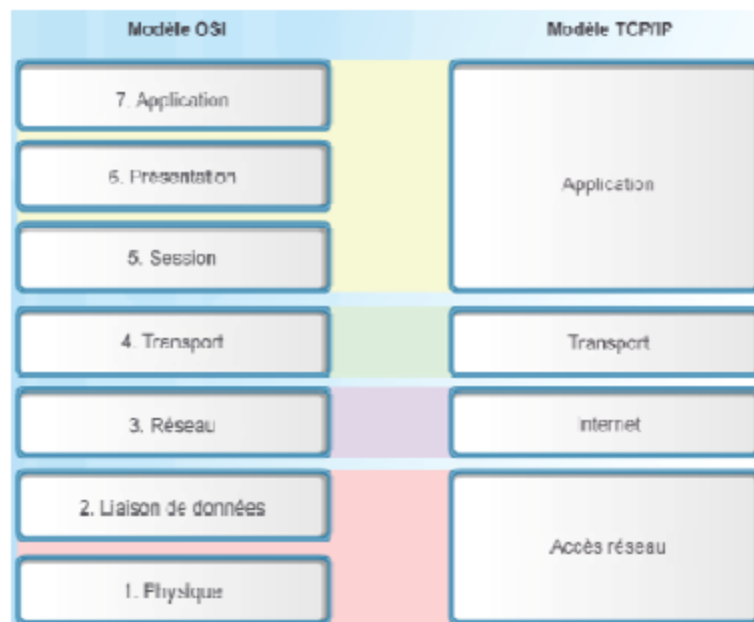 Modèle OSI
Modèle TCP/IP
7. Application
6. Présentation
5. Session
4. Transport
3. Réseau
2. Liaison de données
1. Physique
Application
Transport
Internet
Accès réseau